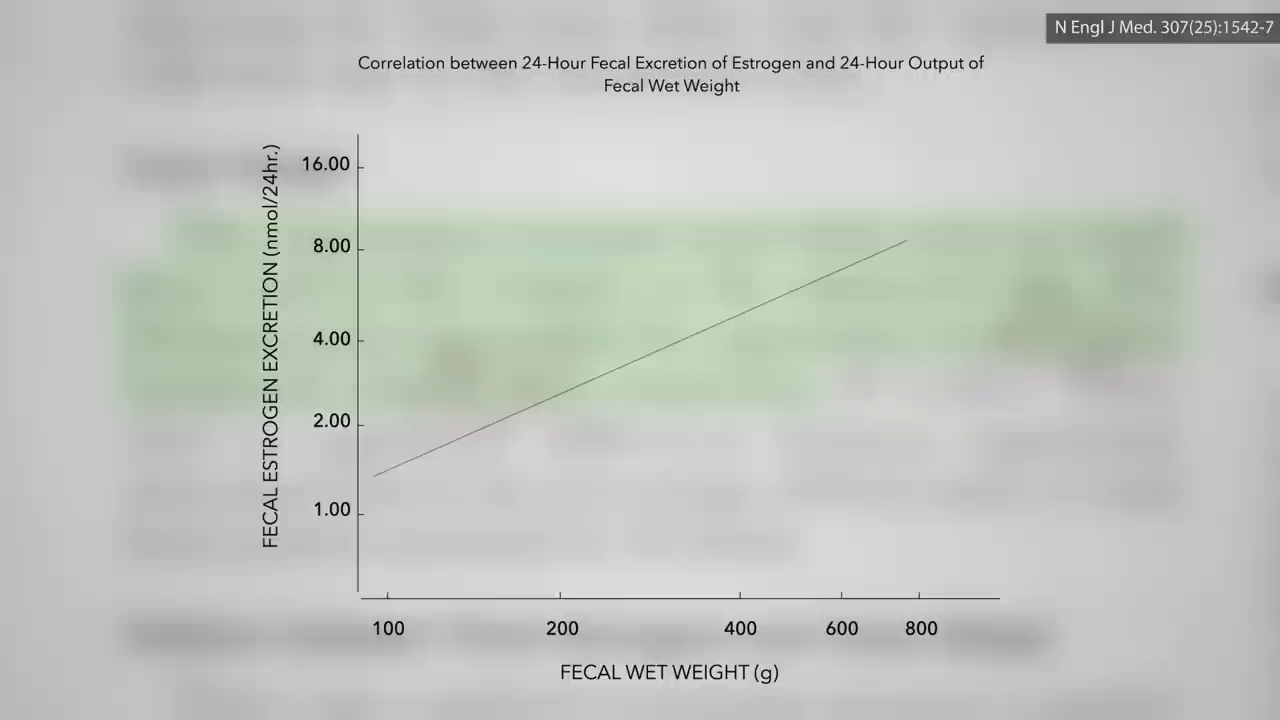 N Engl J Med. 307(25):1542-7
Correlation between 24-Hour Fecal Excretion of Estrogen and 24-Hour Output of
Fecal Wet Weight
FECAL ESTROGEN EXCRETION (nmol/24hr.)
16.00
8.00
4.00
2.00
1.00
100 200 400 600 800
FECAL WET WEIGHT (g)